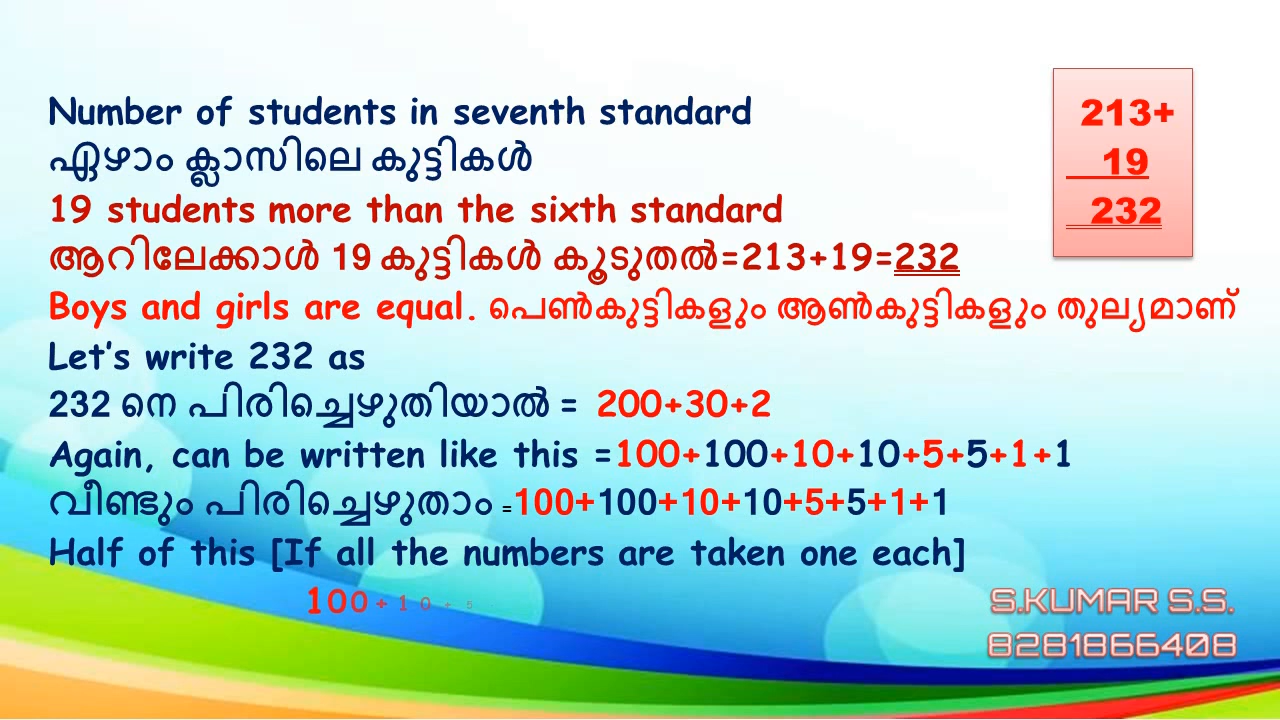 Number of students in seventh standard
ഏഴാം ക്ലാസിലെ കുട്ടികൾ
19 students more than the sixth standard
ആറിലേക്കാൾ 19 കുട്ടികൾ കൂടുതൽ=213+19=232
Boys and girls are equal. പെൺകുട്ടികളും ആൺകുട്ടികളും തുല്യമാണ്
Let’s write 232 as
232 നെ പിരിച്ചെഴുതിയാൽ = 200+30+2
Again, can be written like this =100+100+10+10+5+5+1+1
വീണ്ടും പിരിച്ചെഴുതാം =100+100+10+10+5+5+1+1
Half of this [If all the numbers are taken one each]
100+10+5
213+
19
232
S.KUMAR S.S.
8281866408